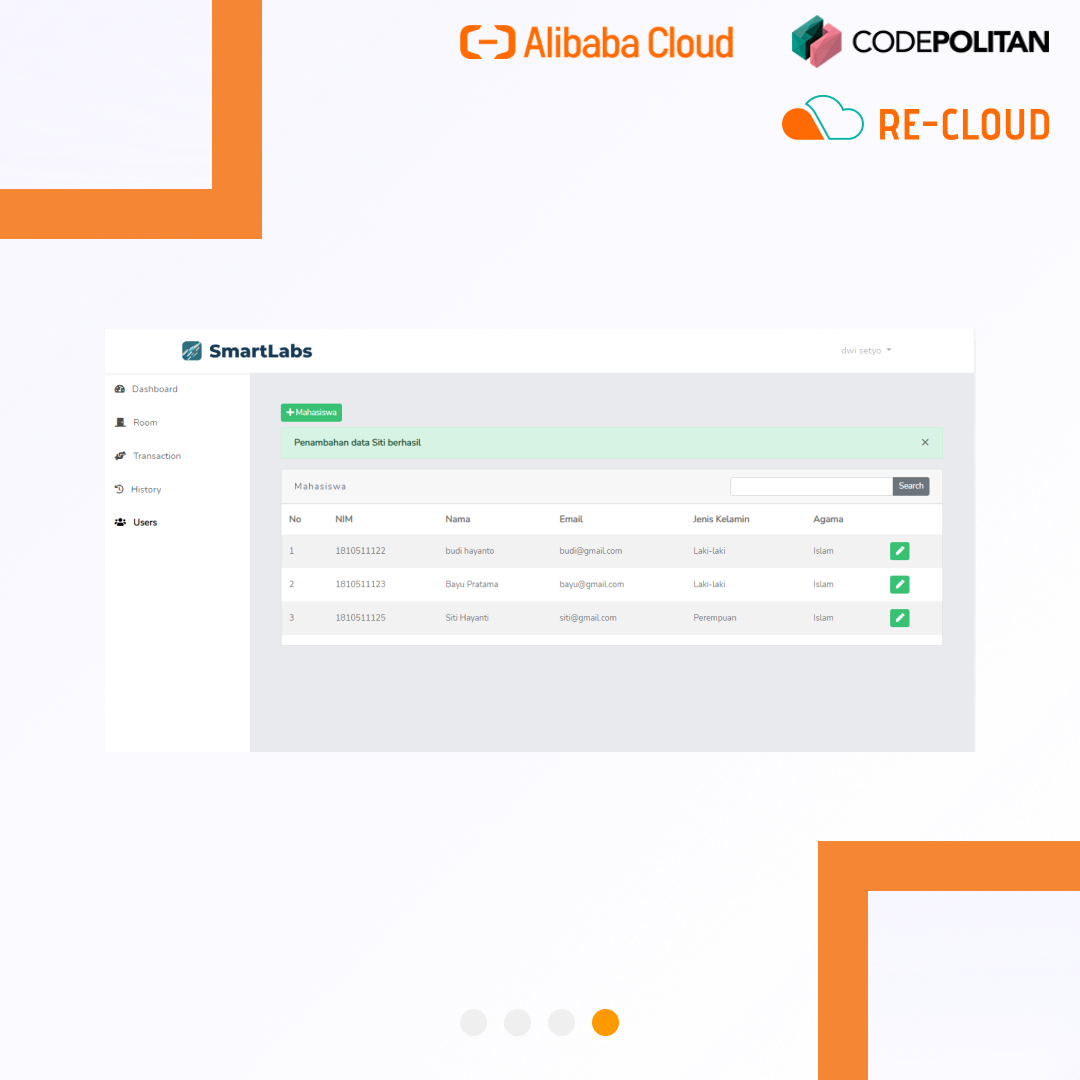 Alibaba Cloud
CODEPOLITAN
RE-CLOUD
SmartLabs
dwi setyo
Dashboard
Room
Transaction
History
Users
+ Mahasiswa
Penambahan data Siti berhasil ×
Mahasiswa Search
No NIM Nama Email Jenis Kelamin Agama
1 1810511122 budi hayanto budi@gmail.com Laki-laki Islam
2 1810511123 Bayu Pratama bayu@gmail.com Laki-laki Islam
3 1810511125 Siti Hayanti siti@gmail.com Perempuan Islam